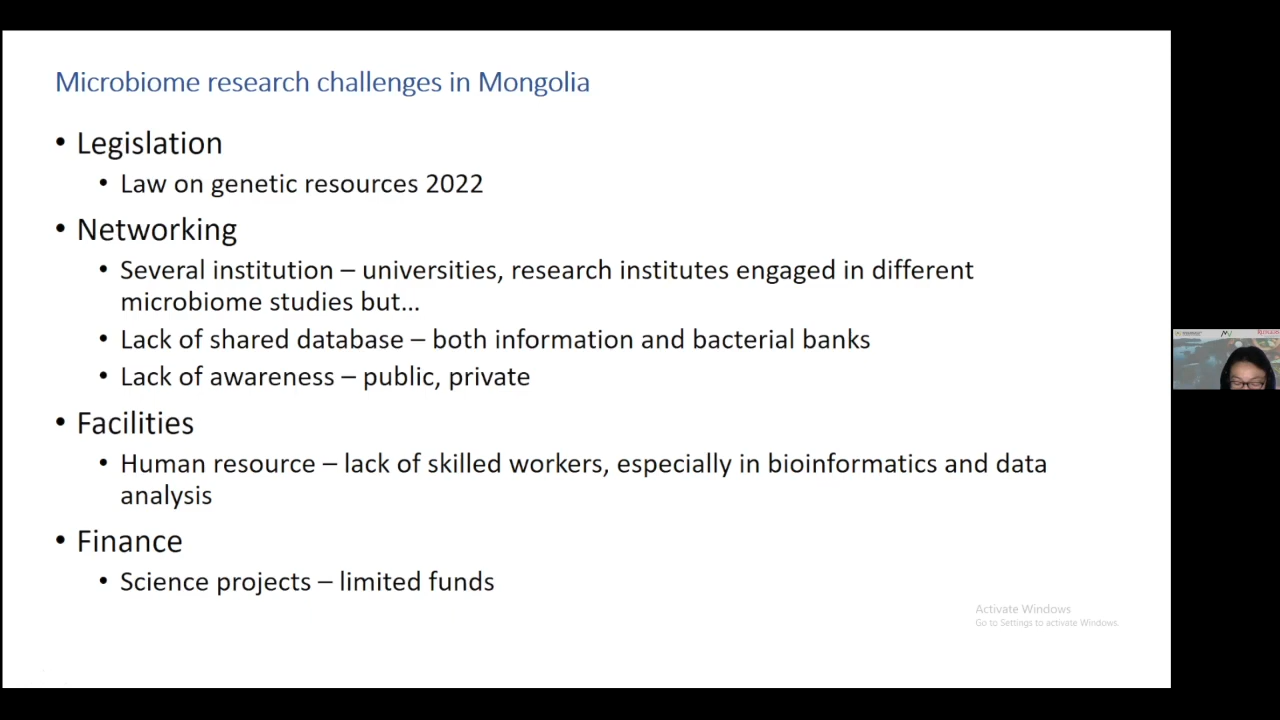 Microbiome research challenges in Mongolia
• Legislation
• Law on genetic resources 2022
• Networking
• Several institution – universities, research institutes engaged in different
microbiome studies but...
• Lack of shared database – both information and bacterial banks
• Lack of awareness – public, private
• Facilities
• Human resource – lack of skilled workers, especially in bioinformatics and data
analysis
• Finance
• Science projects – limited funds
Activate Windows
Go to Settings to activate Windows.